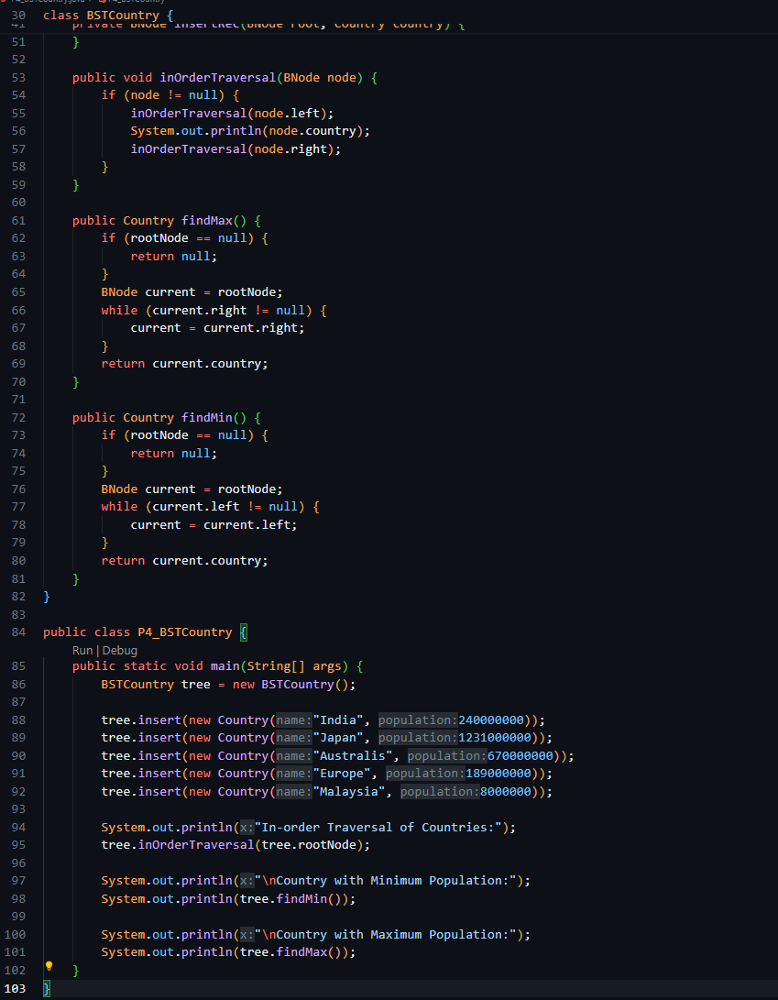 30 class BSTCountry {
41     private BNode insertRec(BNode root, Country country) {
51     }
52
53     public void inOrderTraversal(BNode node) {
54         if (node != null) {
55             inOrderTraversal(node.left);
56             System.out.println(node.country);
57             inOrderTraversal(node.right);
58         }
59     }
60
61     public Country findMax() {
62         if (rootNode == null) {
63             return null;
64         }
65         BNode current = rootNode;
66         while (current.right != null) {
67             current = current.right;
68         }
69         return current.country;
70     }
71
72     public Country findMin() {
73         if (rootNode == null) {
74             return null;
75         }
76         BNode current = rootNode;
77         while (current.left != null) {
78             current = current.left;
79         }
80         return current.country;
81     }
82 }
83
84 public class P4_BSTCountry {
Run | Debug
85     public static void main(String[] args) {
86         BSTCountry tree = new BSTCountry();
87
88         tree.insert(new Country(name:"India", population:240000000));
89         tree.insert(new Country(name:"Japan", population:1231000000));
90         tree.insert(new Country(name:"Australis", population:670000000));
91         tree.insert(new Country(name:"Europe", population:189000000));
92         tree.insert(new Country(name:"Malaysia", population:8000000));
93
94         System.out.println(x:"In-order Traversal of Countries:");
95         tree.inOrderTraversal(tree.rootNode);
96
97         System.out.println(x:"\nCountry with Minimum Population:");
98         System.out.println(tree.findMin());
99
100         System.out.println(x:"\nCountry with Maximum Population:");
101         System.out.println(tree.findMax());
102     }
103 }